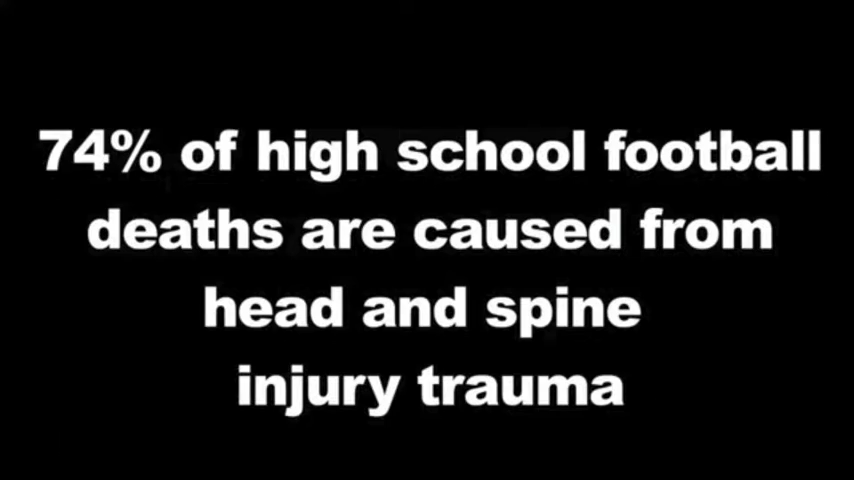 74% of high school football
deaths are caused from
head and spine
injury trauma